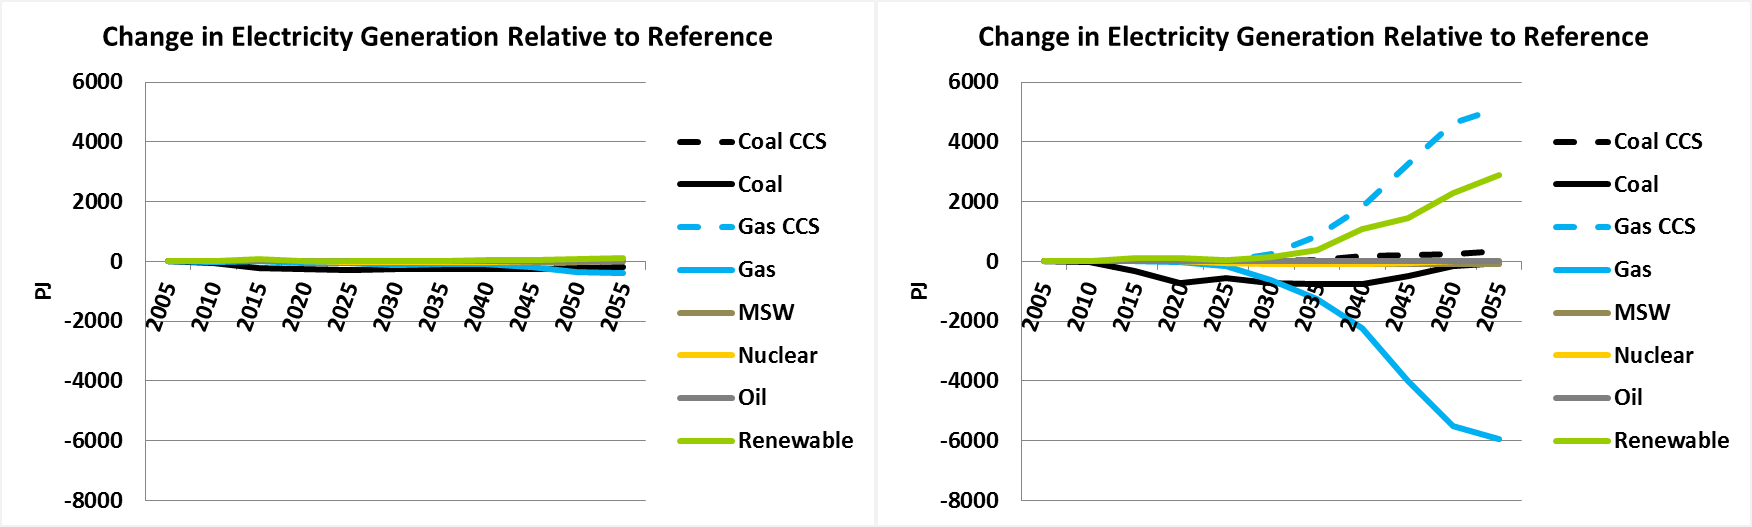 Change in Electricity Generation Relative to Reference
6000
4000
2000
0
-2000
-4000
-6000
-8000
PJ
2005
2010
2015
2020
2025
2030
2035
2040
2045
2050
2055
Coal CCS
Coal
Gas CCS
Gas
MSW
Nuclear
Oil
Renewable
Change in Electricity Generation Relative to Reference
6000
4000
2000
0
-2000
-4000
-6000
-8000
PJ
2005
2010
2015
2020
2025
2030
2035
2040
2045
2050
2055
Coal CCS
Coal
Gas CCS
Gas
MSW
Nuclear
Oil
Renewable